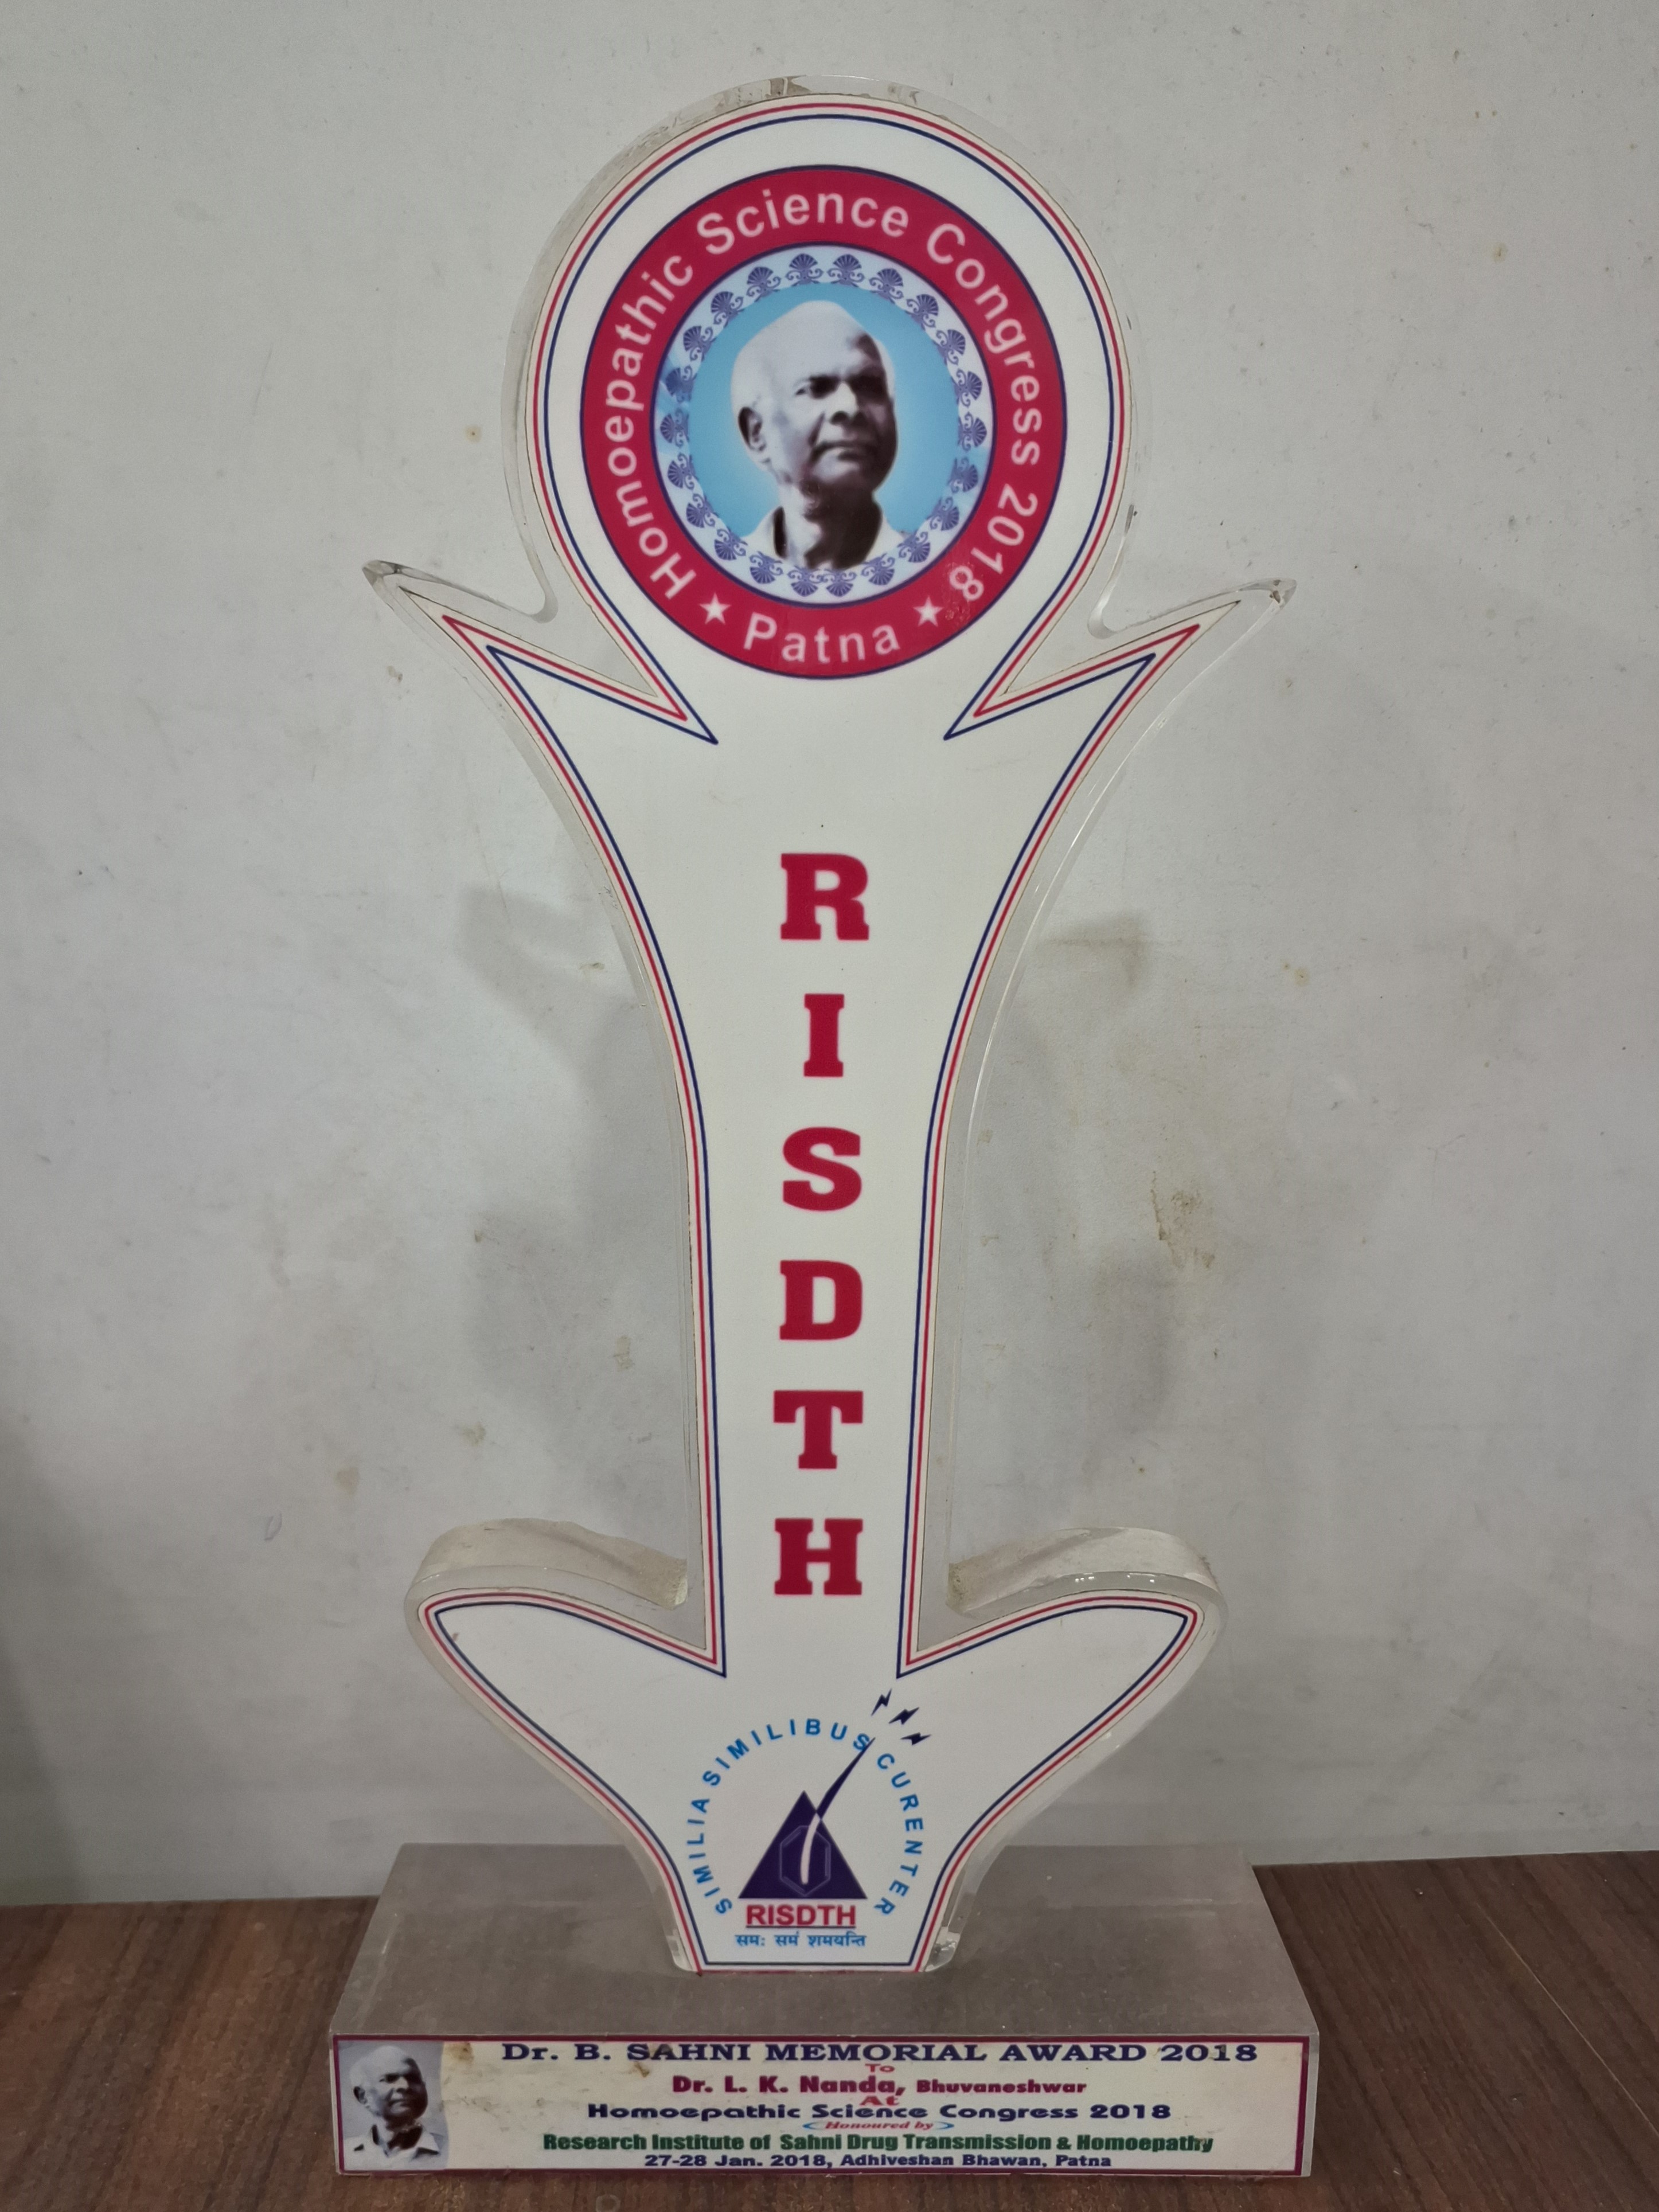 Homoepathic Science Congress 2018
★ Patna ★
R
I
S
D
T
H
SIMILIA SIMILIBUS CURENTER
RISDTH
समः समं शमयन्ति
Dr. B. SAHNI MEMORIAL AWARD 2018
To
Dr. L. K. Nanda, Bhuvaneshwar
At
Homoepathic Science Congress 2018
Honoured by
Research Institute of Sahni Drug Transmission & Homoepathy
27-28 Jan. 2018, Adhiveshan Bhawan, Patna